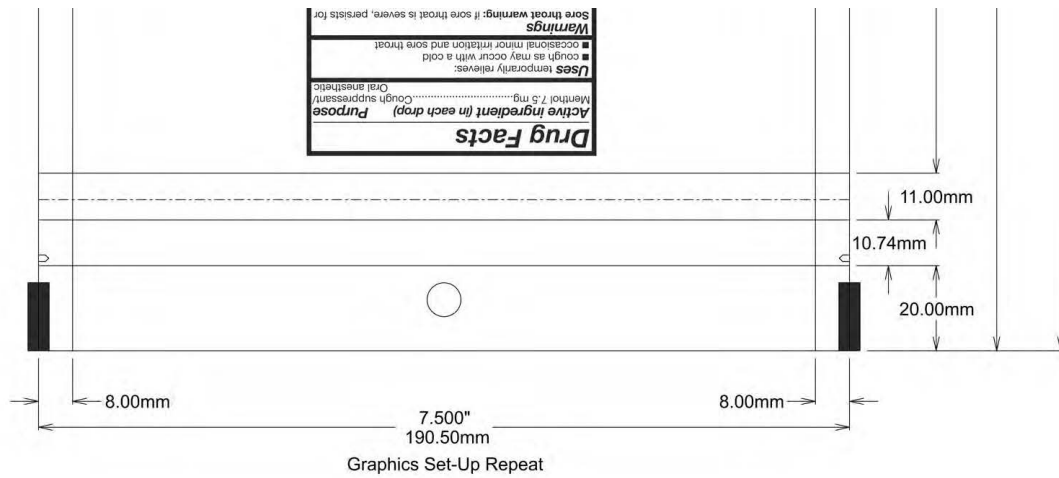 Drug Facts
Active ingredient (in each drop) Purpose
Menthol 7.5 mg..............................Cough suppressant/
Oral anesthetic
Uses temporarily relieves:
■ cough as may occur with a cold
■ occasional minor irritation and sore throat
Warnings
Sore throat warning: if sore throat is severe, persists for
11.00mm
10.74mm
20.00mm
8.00mm
8.00mm
7.500"
190.50mm
Graphics Set-Up Repeat